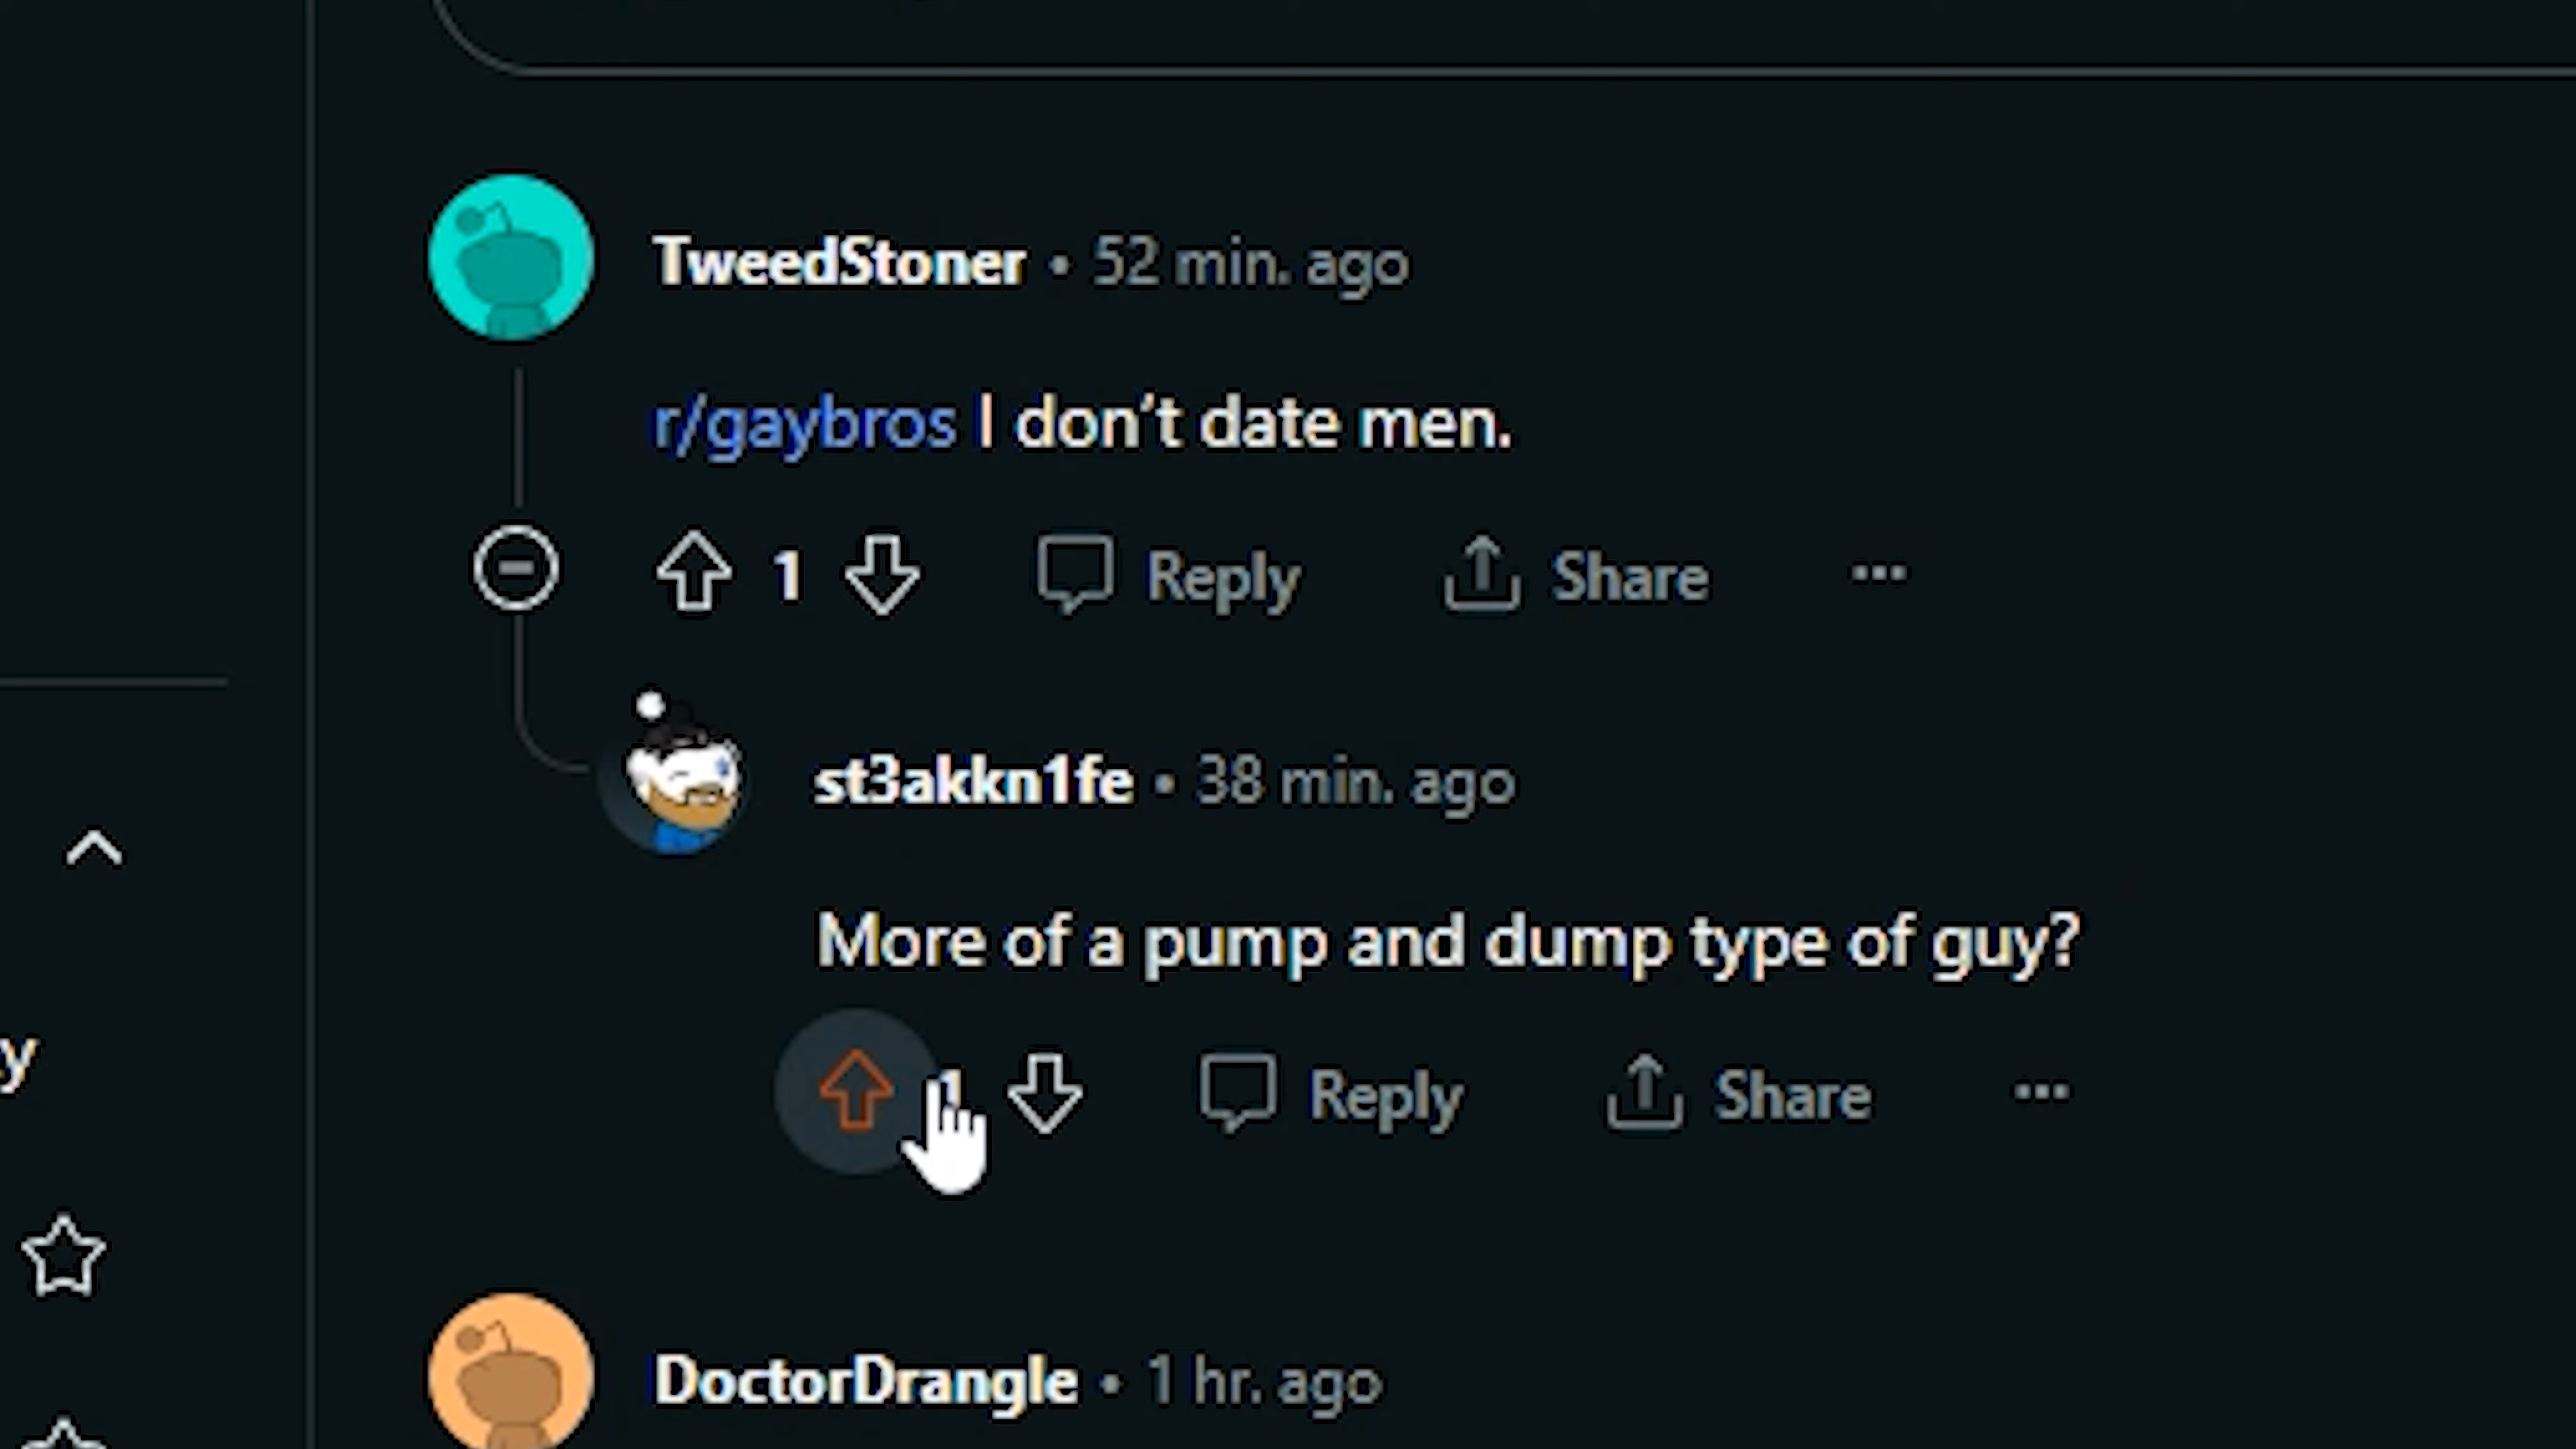 TweedStoner • 52 min. ago
r/gaybros I don't date men.
1 Reply Share ...
st3akkn1fe • 38 min. ago
More of a pump and dump type of guy?
1 Reply Share ...
y
DoctorDrangle • 1 hr. ago